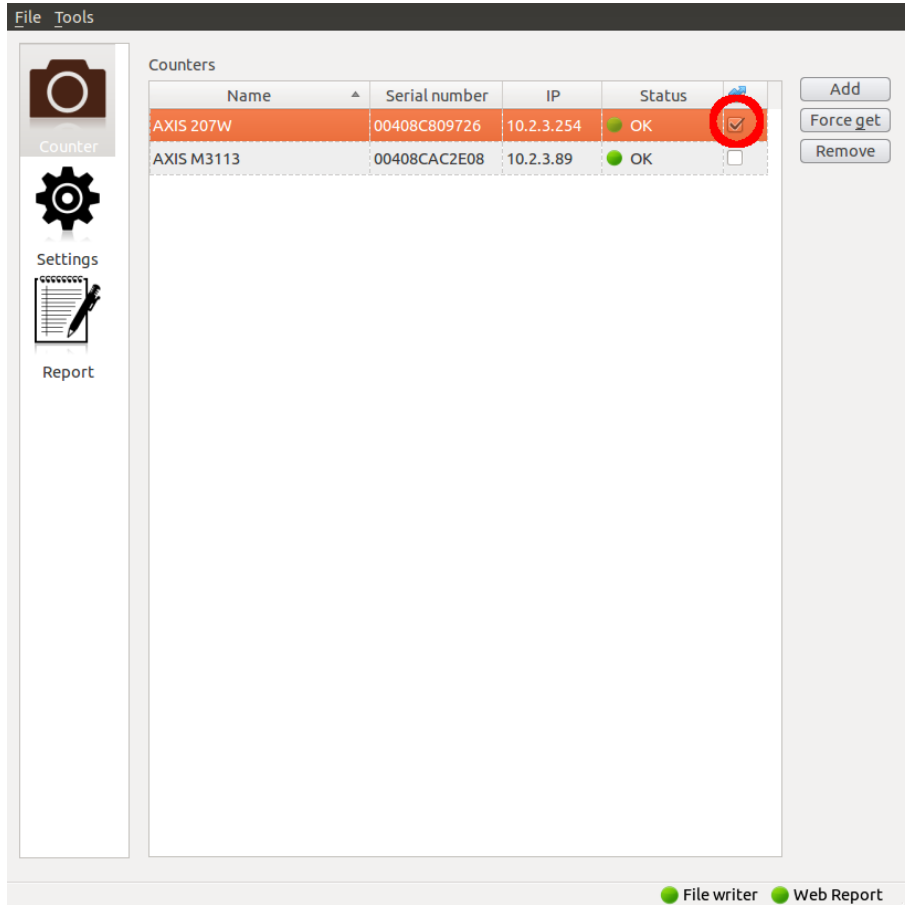 File Tools
Counters
Name Serial number IP Status
AXIS 207W 00408C809726 10.2.3.254 OK
AXIS M3113 00408CAC2E08 10.2.3.89 OK
Add
Force get
Remove
Counter
Settings
Report
File writer Web Report